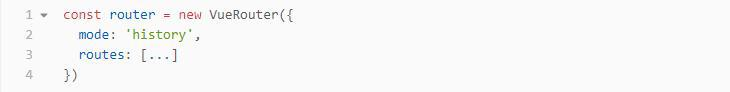 1 const router = new VueRouter({
2 mode: 'history',
3 routes: [...]
4 })